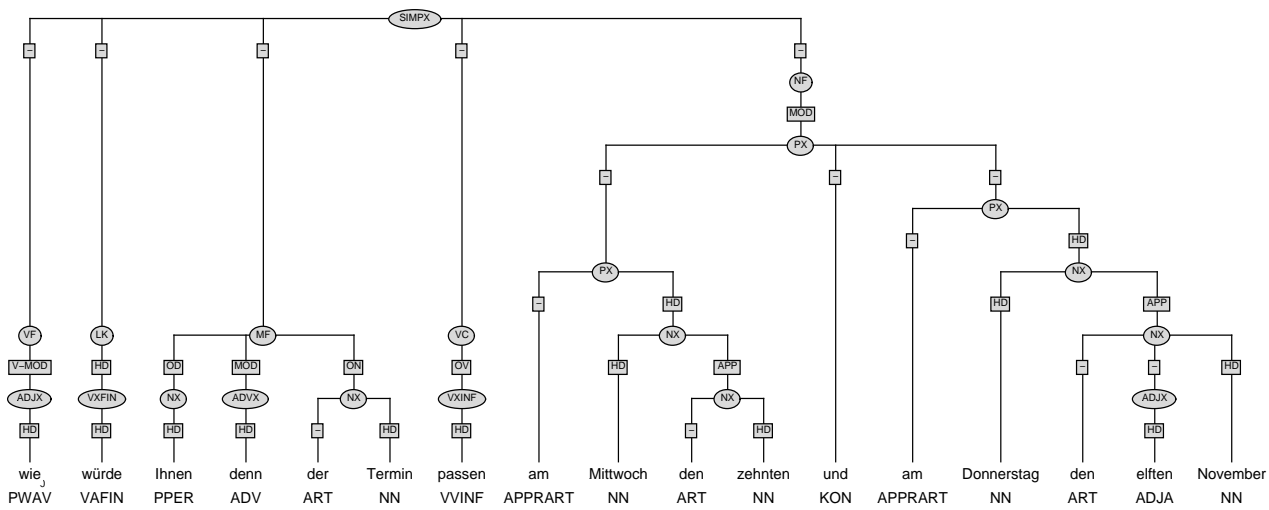 SIMPX
– – – – –
NF
MOD
PX
– – –
PX
– HD
PX NX
– HD HD APP
VF LK MF VC NX NX
V–MOD HD OD MOD ON OV HD APP – – HD
ADJX VXFIN NX ADVX NX VXINF NX ADJX
HD HD HD HD – HD HD – HD HD
wie würde Ihnen denn der Termin passen am Mittwoch den zehnten und am Donnerstag den elften November
PWAV VAFIN PPER ADV ART NN VVINF APPRART NN ART NN KON APPRART NN ART ADJA NN